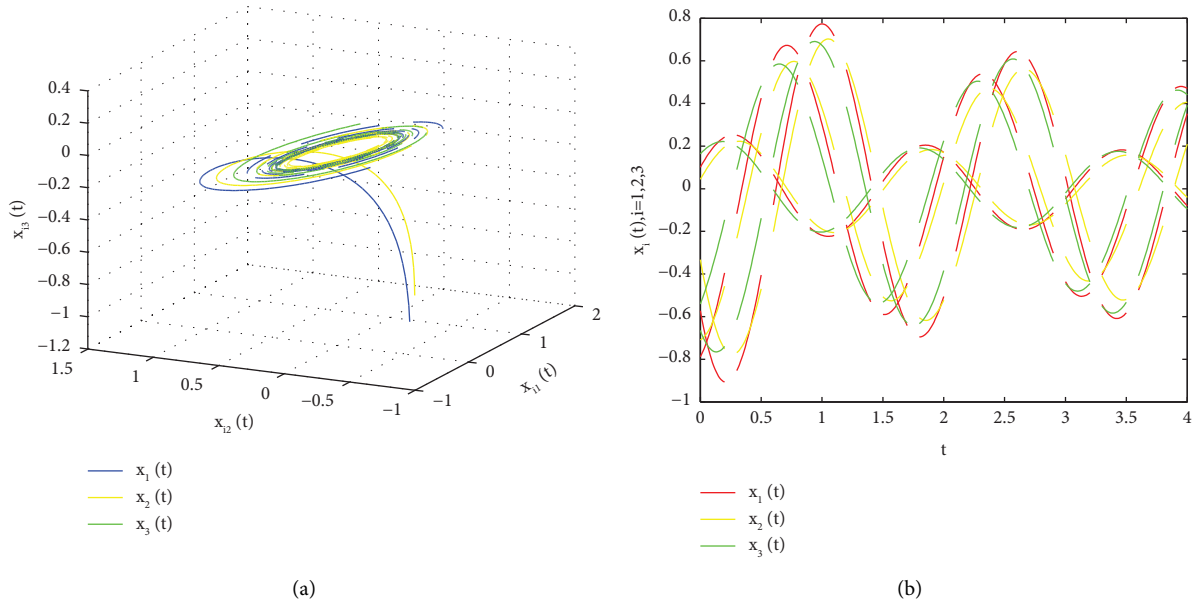 0.4
0.2
0
−0.2
−0.4
−0.6
−0.8
−1
−1.2
x_i3 (t)
1.5
1
0.5
0
−0.5
−1
x_i2 (t)
−1
0
1
2
x_i1 (t)
x_1 (t)
x_2 (t)
x_3 (t)
(a)
0.8
0.6
0.4
0.2
0
−0.2
−0.4
−0.6
−0.8
−1
x_i (t),i=1,2,3
0 0.5 1 1.5 2 2.5 3 3.5 4
t
x_1 (t)
x_2 (t)
x_3 (t)
(b)